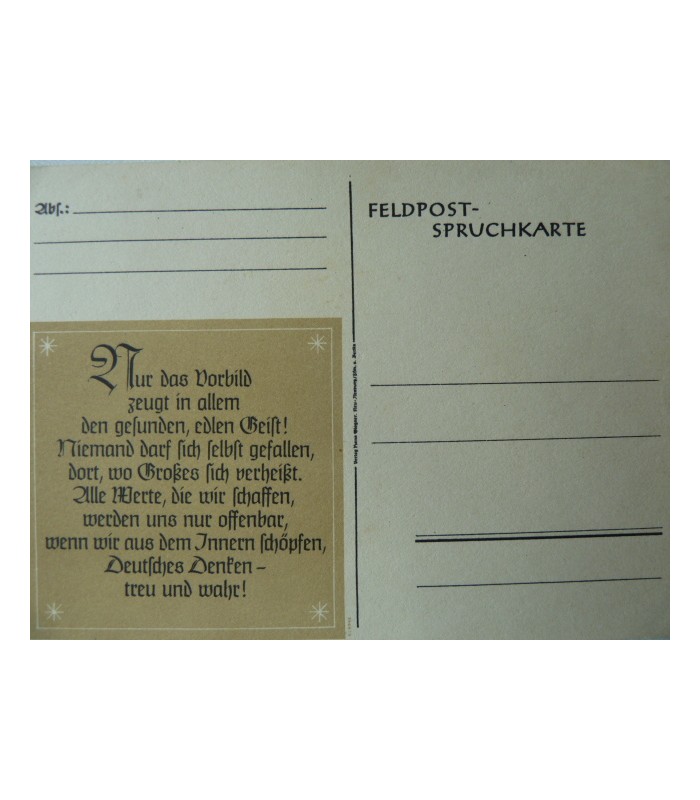 Abs.:
FELDPOST-
SPRUCHKARTE
Nur das Vorbild
zeugt in allem
den gesunden, edlen Geist!
Niemand darf sich selbst gefallen,
dort, wo Großes sich verheißt.
Alle Werte, die wir schaffen,
werden uns nur offenbar,
wenn wir aus dem Innern schöpfen,
Deutsches Denken –
treu und wahr!
Verlag